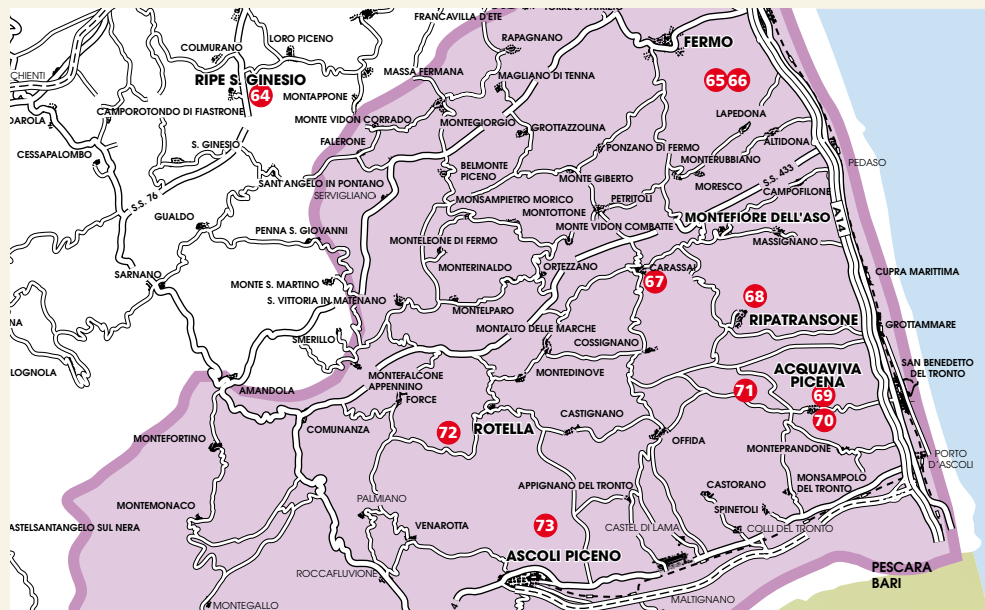 FRANCAVILLA D'ETE
COLMURANO
LORO PICENO
RAPAGNANO
FERMO
CHIENTI
RIPE S. GINESIO
MASSA FERMANA
MAGLIANO DI TENNA
65
66
64
MONTAPPONE
CAMPOROTONDO DI FIASTRONE
MONTE VIDON CORRADO
MONTEGIORGIO
GROTTAZZOLINA
LAPEDONA
DAROLA
FALERONE
ALTIDONA
S. GINESIO
PONZANO DI FERMO
CESSAPALOMBO
BELMONTE
PICENO
MONTERUBBIANO
PEDASO
SANT'ANGELO IN PONTANO
MONTE GIBERTO
MORESCO
S.S. 433
SERVIGLIANO
MONSAMPIETRO MORICO
PETRITOLI
CAMPOFILONE
S.S. 76
MONTOTTONE
GUALDO
MONTEFIORE DELL'ASO
A 14
PENNA S. GIOVANNI
MONTE VIDON COMBATTE
MONTELEONE DI FERMO
MASSIGNANO
SARNANO
MONTERINALDO
ORTEZZANO
CARASSAI
CUPRA MARITTIMA
MONTE S. MARTINO
67
S. VITTORIA IN MATENANO
68
MONTELPARO
RIPATRANSONE
NA
MONTALTO DELLE MARCHE
GROTTAMMARE
SMERILLO
COSSIGNANO
SAN BENEDETTO
DEL TRONTO
LOGNOLA
MONTEFALCONE
APPENNINO
MONTEDINOVE
ACQUAVIVA
PICENA
AMANDOLA
71
69
FORCE
CASTIGNANO
70
COMUNANZA
72
ROTELLA
MONTEFORTINO
OFFIDA
MONTEPRANDONE
PORTO
D'ASCOLI
MONTEMONACO
APPIGNANO DEL TRONTO
CASTORANO
MONSAMPOLO
DEL TRONTO
PALMIANO
SPINETOLI
ASTELSANTANGELO SUL NERA
VENAROTTA
73
CASTEL DI LAMA
COLLI DEL TRONTO
ASCOLI PICENO
ROCCAFLUVIONE
PESCARA
BARI
MONTEGALLO
4
MALTIGNANO